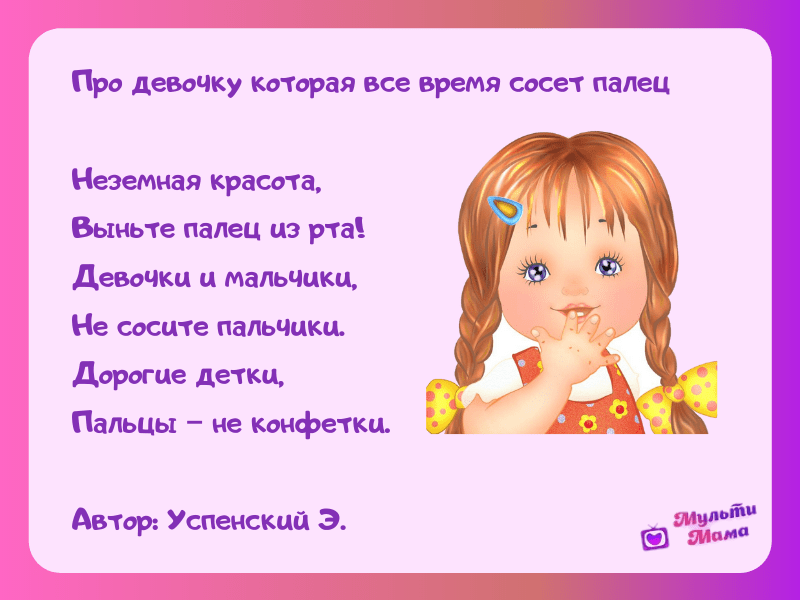 Про девочку которая все время сосет палец
Неземная красота,
Выньте палец из рта!
Девочки и мальчики,
Не сосите пальчики.
Дорогие детки,
Пальцы – не конфетки.
Автор: Успенский Э.
Мульти
Мама